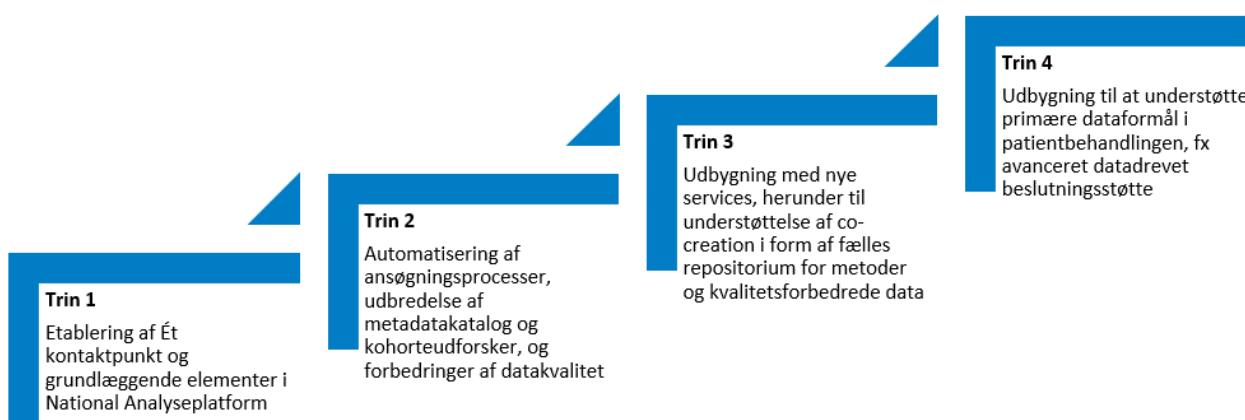 Trin 1
Etablering af Ét
kontaktpunkt og
grundlæggende elementer i
National Analyseplatform
Trin 2
Automatisering af
ansøgningsprocesser,
udbredelse af
metadatakatalog og
kohorteudforsker, og
forbedringer af datakvalitet
Trin 3
Udbygning med nye
services, herunder til
understøttelse af co-
creation i form af fælles
repositorium for metoder
og kvalitetsforbedrede data
Trin 4
Udbygning til at understøtte
primære dataformål i
patientbehandlingen, fx
avanceret datadrevet
beslutningsstøtte